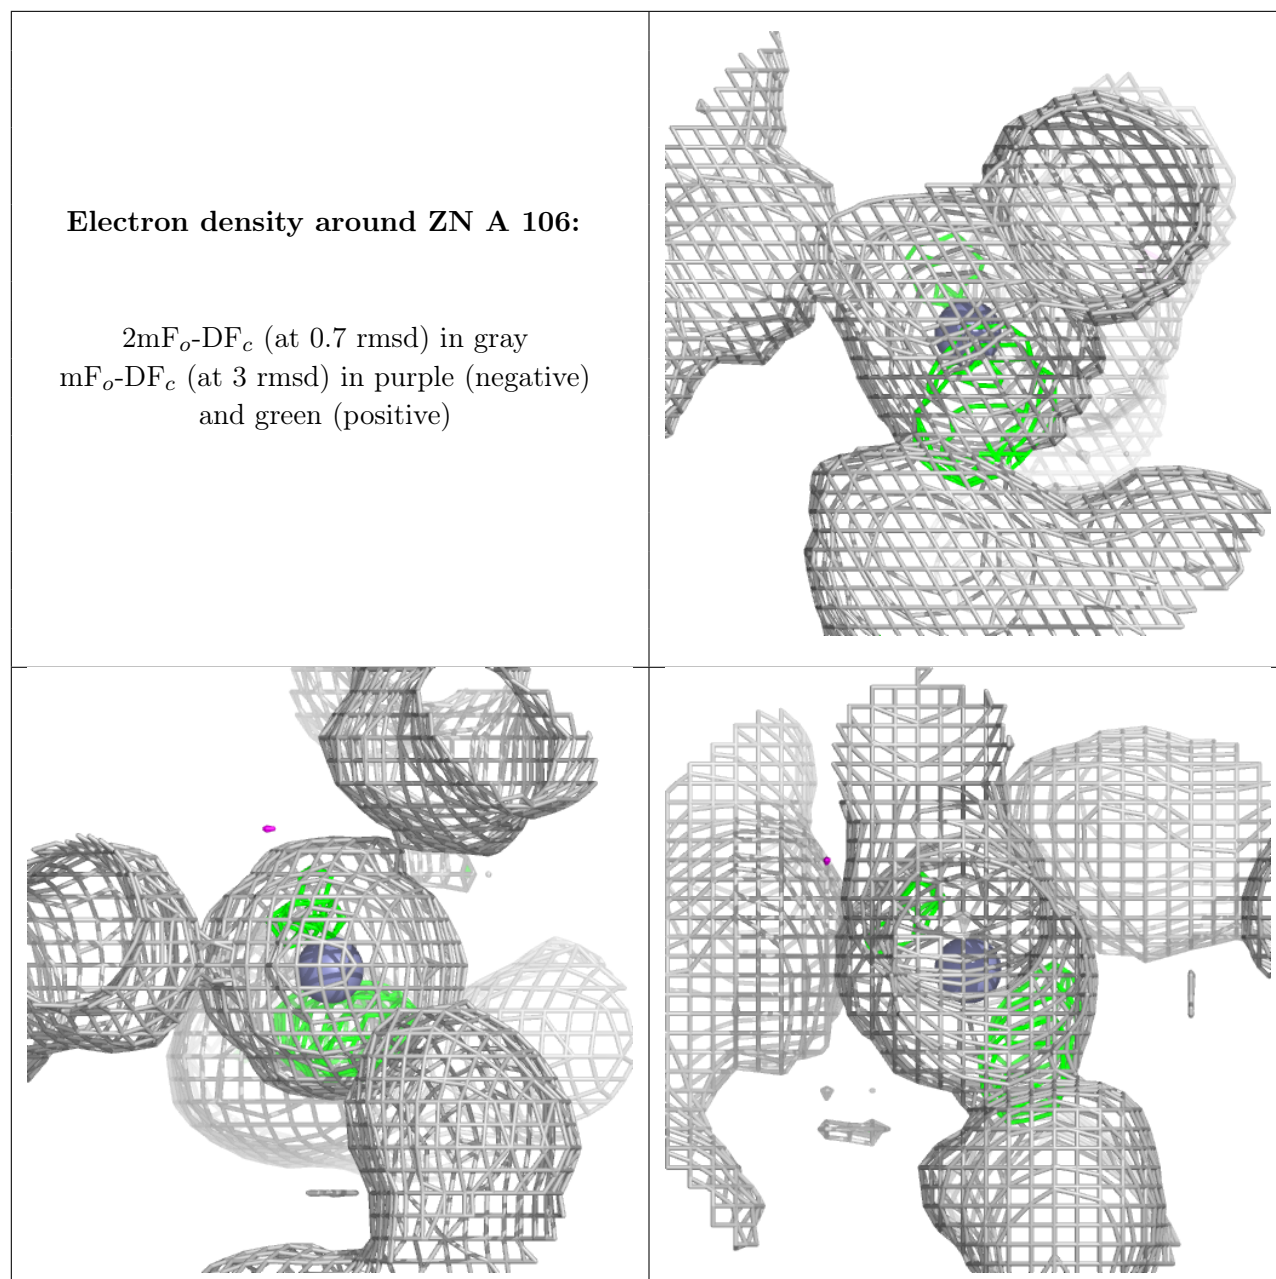 Electron density around ZN A 106:
2mFo-DFc (at 0.7 rmsd) in gray
mFo-DFc (at 3 rmsd) in purple (negative)
and green (positive)